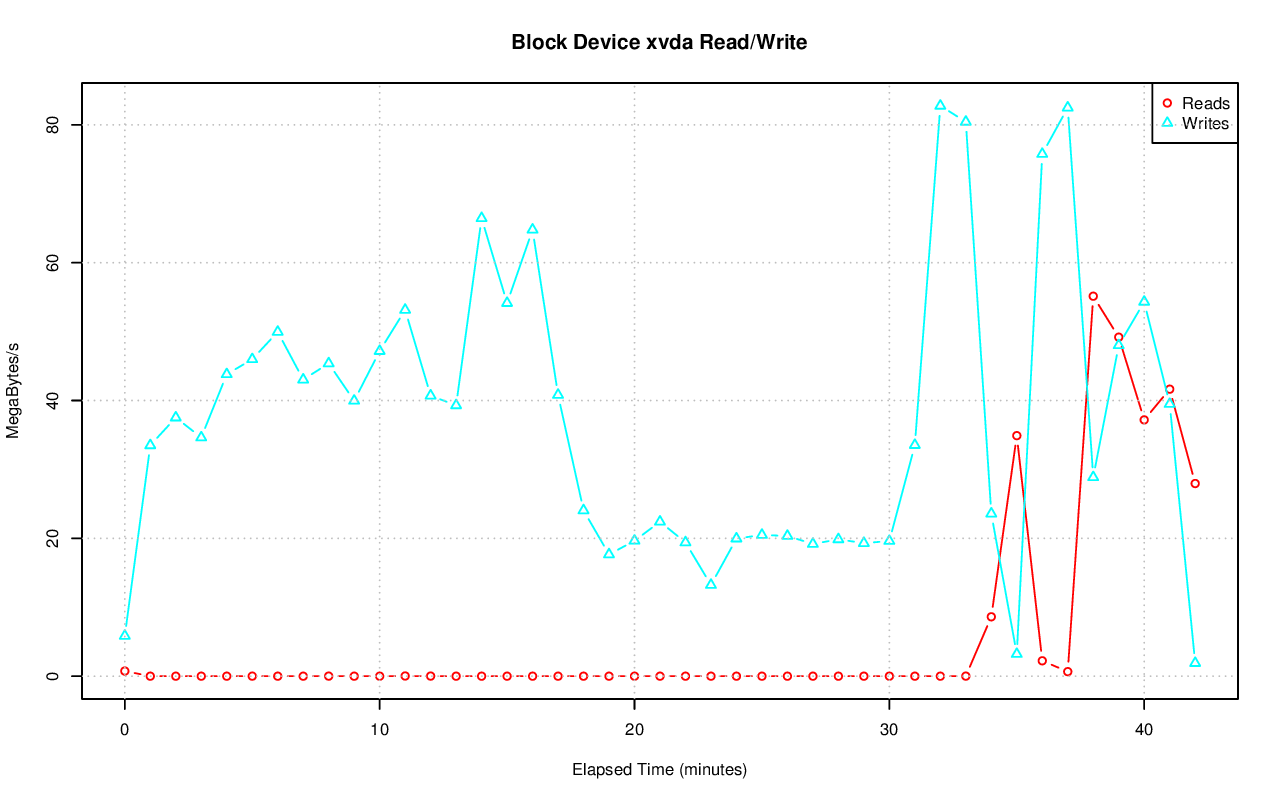 Block Device xvda Read/Write
Reads
Writes
MegaBytes/s
80
60
40
20
0
0 10 20 30 40
Elapsed Time (minutes)